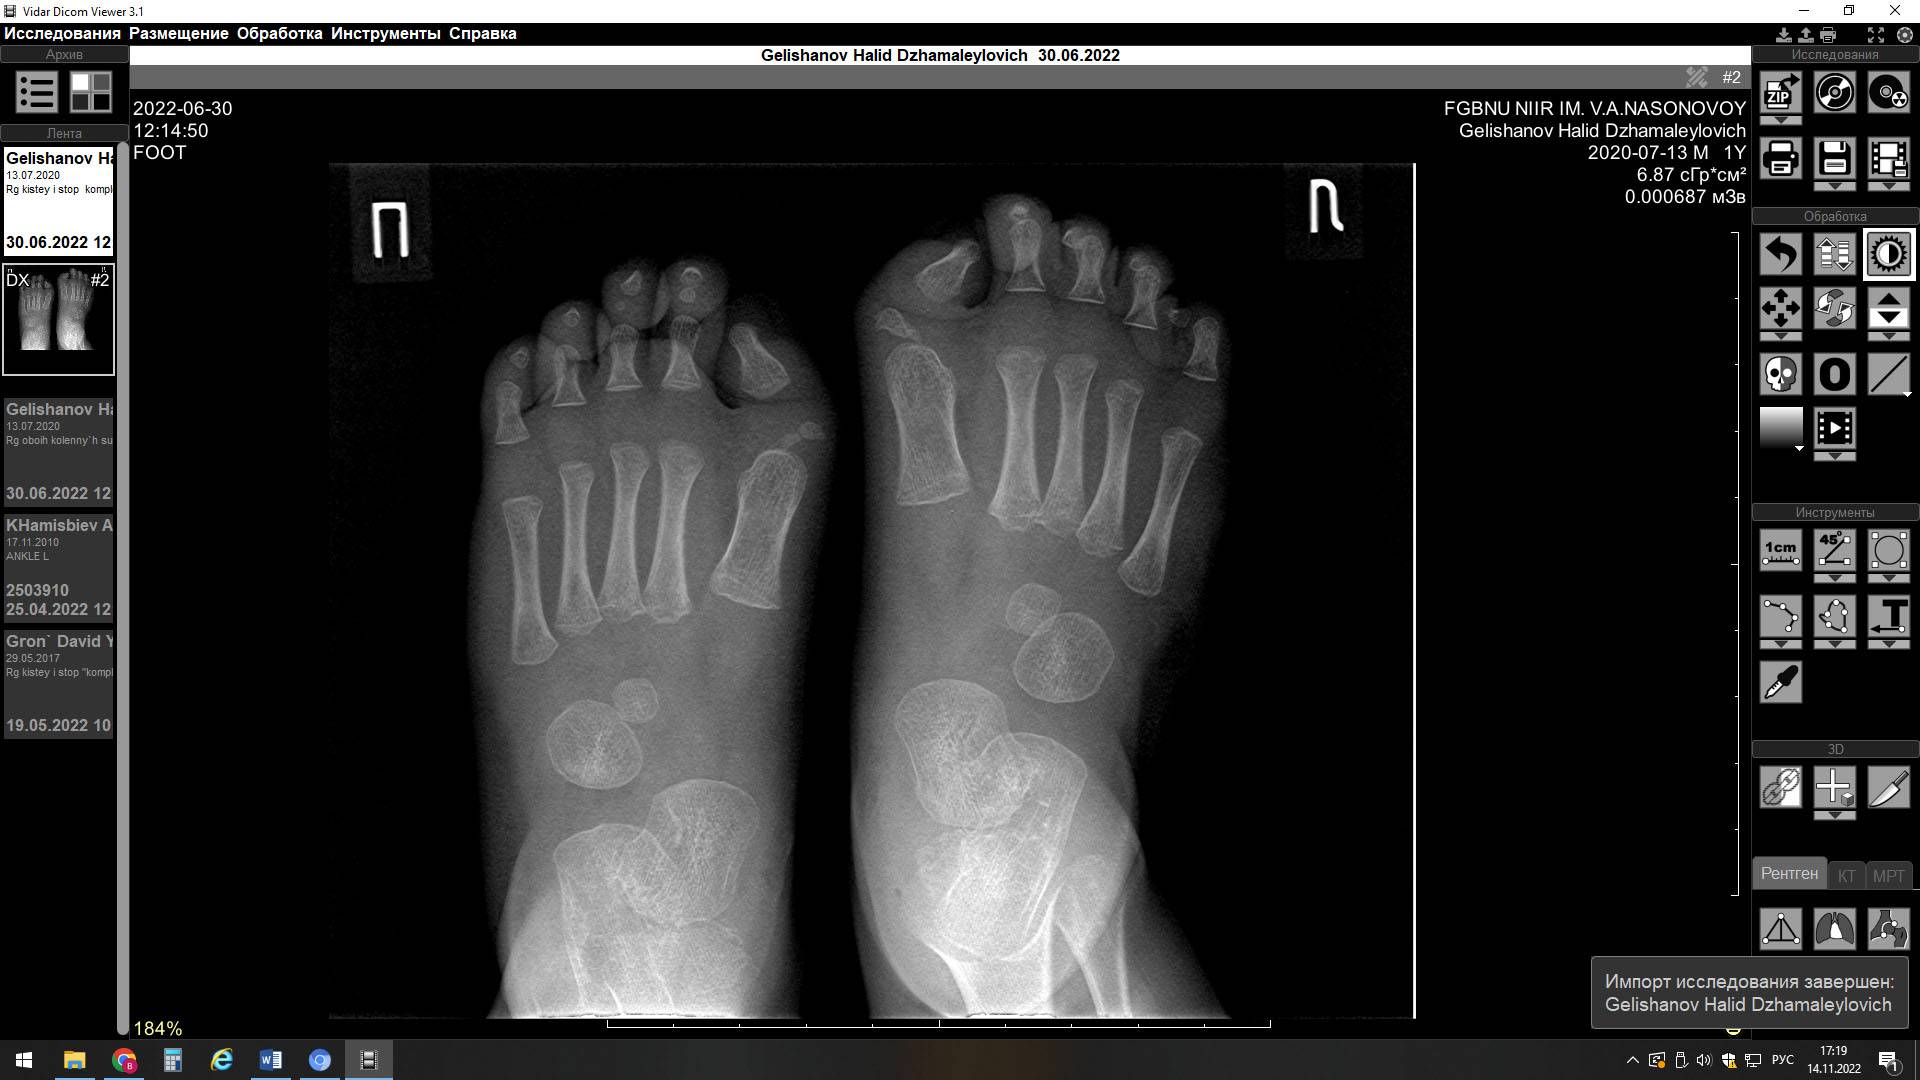 Vidar Dicom Viewer 3.1
Исследования Размещение Обработка Инструменты Справка
Архив
Gelishanov Halid Dzhamaleylovich 30.06.2022
Исследования
#2
2022-06-30
12:14:50
FOOT
FGBNU NIIR IM. V.A.NASONOVOY
Gelishanov Halid Dzhamaleylovich
2020-07-13 M 1Y
6.87 сГр*см²
0.000687 мЗв
П
П
Лента
Gelishanov Ha
13.07.2020
Rg kistey i stop kompl
30.06.2022 12
DX #2
Gelishanov Ha
13.07.2020
Rg oboih kolenny`h su
30.06.2022 12
KHamisbiev A
17.11.2010
ANKLE L
2503910
25.04.2022 12
Gron` David Y
29.05.2017
Rg kistey i stop "kompl
19.05.2022 10
184%
ZIP
Обработка
O
Инструменты
1cm
45°
T
3D
Рентген КТ МРТ
Импорт исследования завершен:
Gelishanov Halid Dzhamaleylovich
РУС
17:19
14.11.2022
1